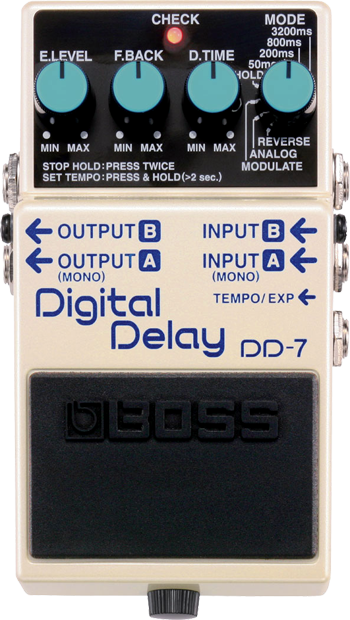 CHECK
MODE
3200ms
800ms
200ms
50ms
HOLD
E.LEVEL
F.BACK
D.TIME
MIN MAX
MIN MAX
MIN MAX
REVERSE
ANALOG
MODULATE
STOP HOLD:PRESS TWICE
SET TEMPO:PRESS & HOLD(>2 sec.)
OUTPUT B
INPUT B
OUTPUT A
(MONO)
INPUT A
(MONO)
TEMPO/EXP
Digital
Delay
DD-7
BOSS